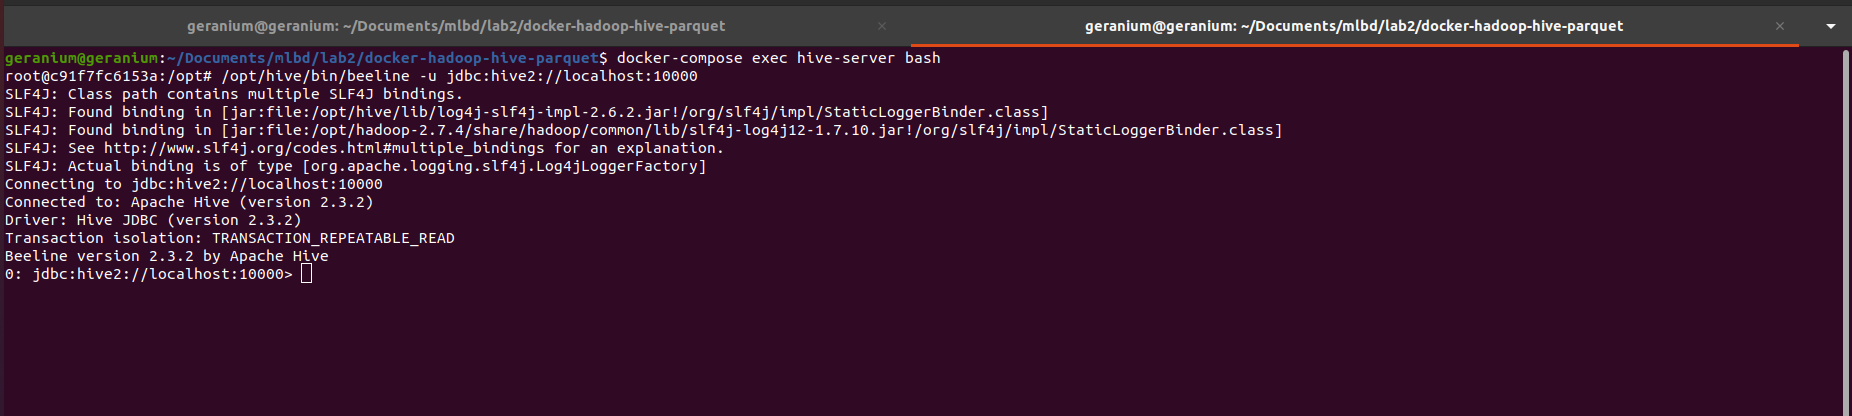 geranium@geranium: ~/Documents/mlbd/lab2/docker-hadoop-hive-parquet × geranium@geranium: ~/Documents/mlbd/lab2/docker-hadoop-hive-parquet ×
geranium@geranium:~/Documents/mlbd/lab2/docker-hadoop-hive-parquet$ docker-compose exec hive-server bash
root@c91f7fc6153a:/opt# /opt/hive/bin/beeline -u jdbc:hive2://localhost:10000
SLF4J: Class path contains multiple SLF4J bindings.
SLF4J: Found binding in [jar:file:/opt/hive/lib/log4j-slf4j-impl-2.6.2.jar!/org/slf4j/impl/StaticLoggerBinder.class]
SLF4J: Found binding in [jar:file:/opt/hadoop-2.7.4/share/hadoop/common/lib/slf4j-log4j12-1.7.10.jar!/org/slf4j/impl/StaticLoggerBinder.class]
SLF4J: See http://www.slf4j.org/codes.html#multiple_bindings for an explanation.
SLF4J: Actual binding is of type [org.apache.logging.slf4j.Log4jLoggerFactory]
Connecting to jdbc:hive2://localhost:10000
Connected to: Apache Hive (version 2.3.2)
Driver: Hive JDBC (version 2.3.2)
Transaction isolation: TRANSACTION_REPEATABLE_READ
Beeline version 2.3.2 by Apache Hive
0: jdbc:hive2://localhost:10000>